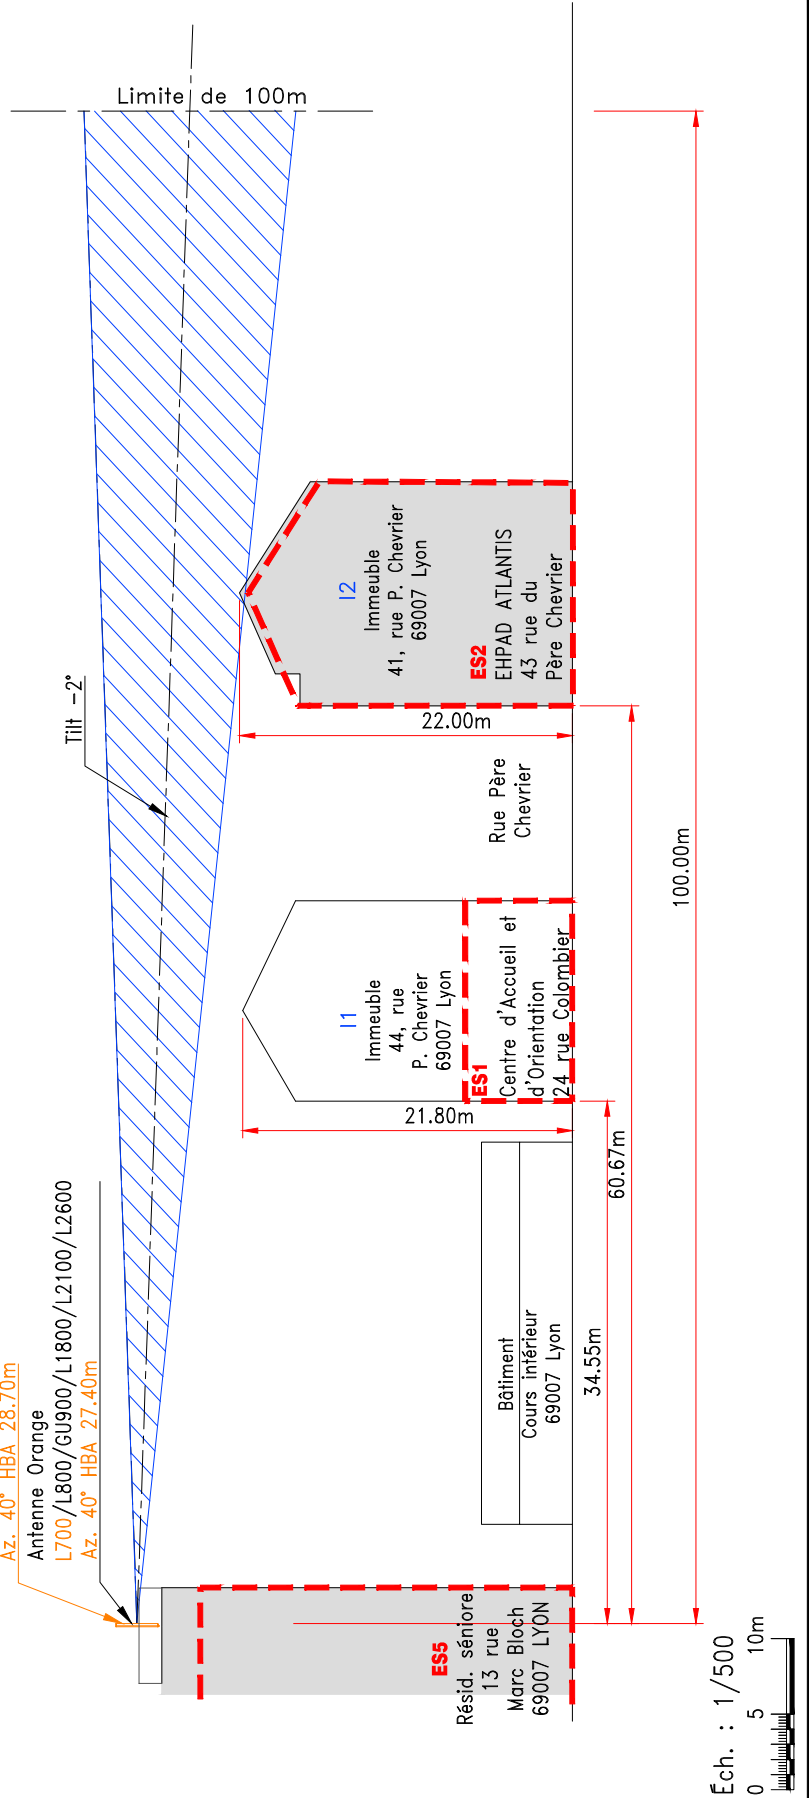 Limite de 100m
Tilt -2°
Az. 40° HBA 28.70m
Antenne Orange
L700/L800/GU900/L1800/L2100/L2600
Az. 40° HBA 27.40m
ES5
Résid. séniore
13 rue
Marc Bloch
69007 LYON
Bâtiment
Cours intérieur
69007 Lyon
I1
Immeuble
44, rue
P. Chevrier
69007 Lyon
ES1
Centre d'Accueil et
d'Orientation
24 rue Colombier
21.80m
Rue Père
Chevrier
22.00m
I2
Immeuble
41, rue P. Chevrier
69007 Lyon
ES2
EHPAD ATLANTIS
43 rue du
Père Chevrier
34.55m
60.67m
100.00m
Éch. : 1/500
0 5 10m